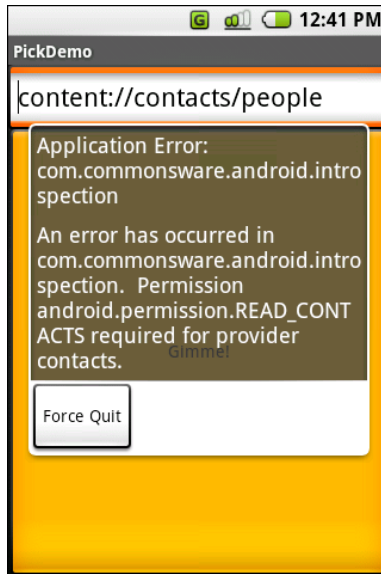 G 12:41 PM
PickDemo
content://contacts/people
Application Error:
com.commonsware.android.intro
spection
An error has occurred in
com.commonsware.android.intro
spection. Permission
android.permission.READ_CONT
ACTS required for provider
contacts.
Gimme!
Force Quit